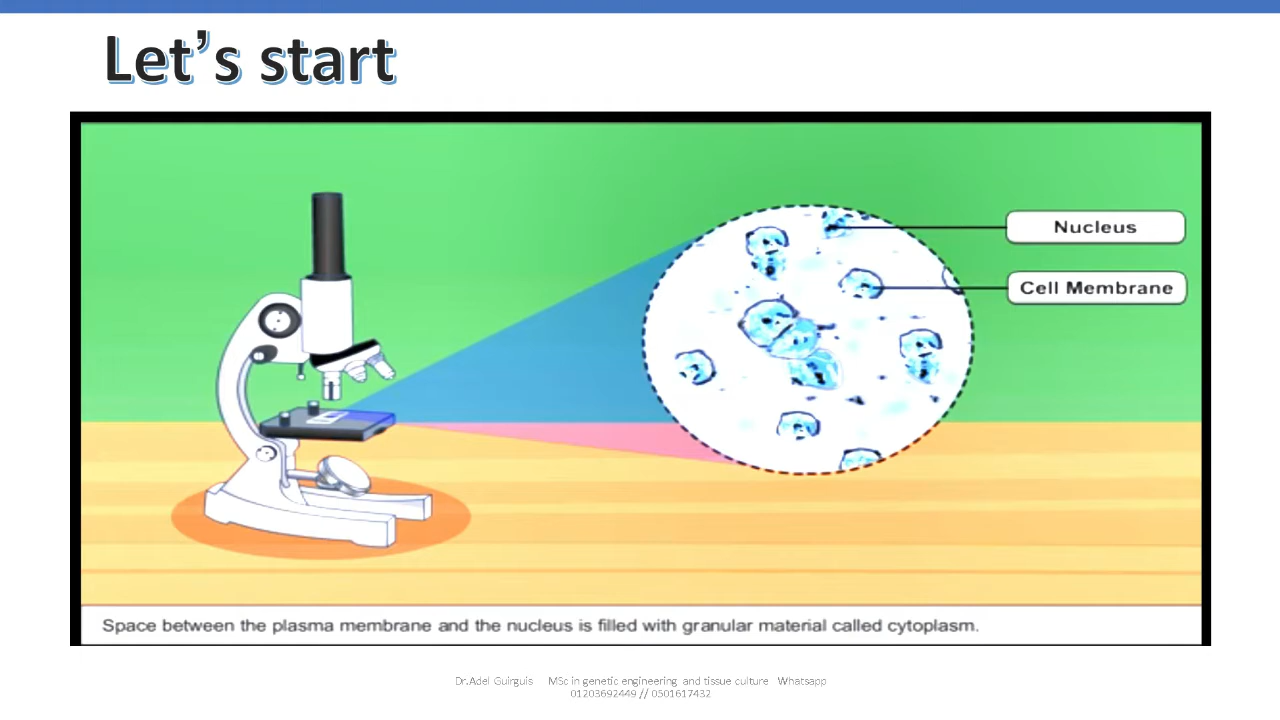 Let's start
Nucleus
Cell Membrane
Space between the plasma membrane and the nucleus is filled with granular material called cytoplasm.
Dr.Adel Guirguis MSc in genetic engineering and tissue culture Whatsapp
01203692449 // 0501617432